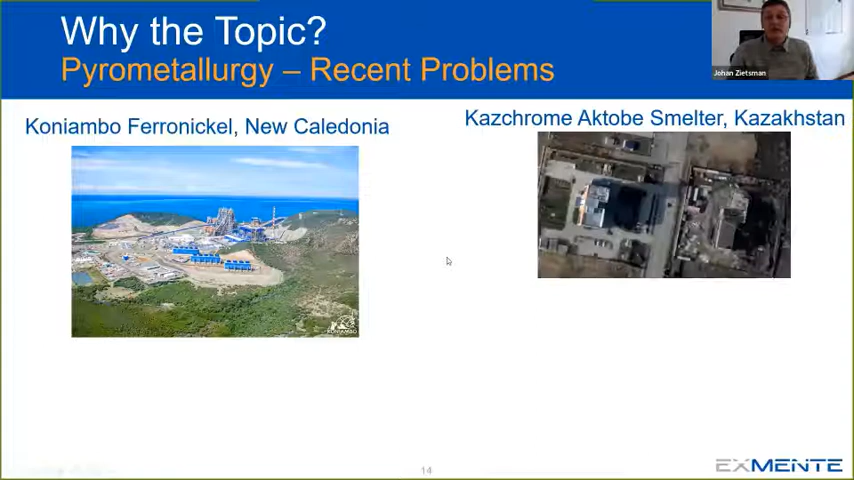 Why the Topic?
Pyrometallurgy – Recent Problems
Johan Zietsman
Koniambo Ferronickel, New Caledonia
Kazchrome Aktobe Smelter, Kazakhstan
KONIAMBO
14
EXMENTE